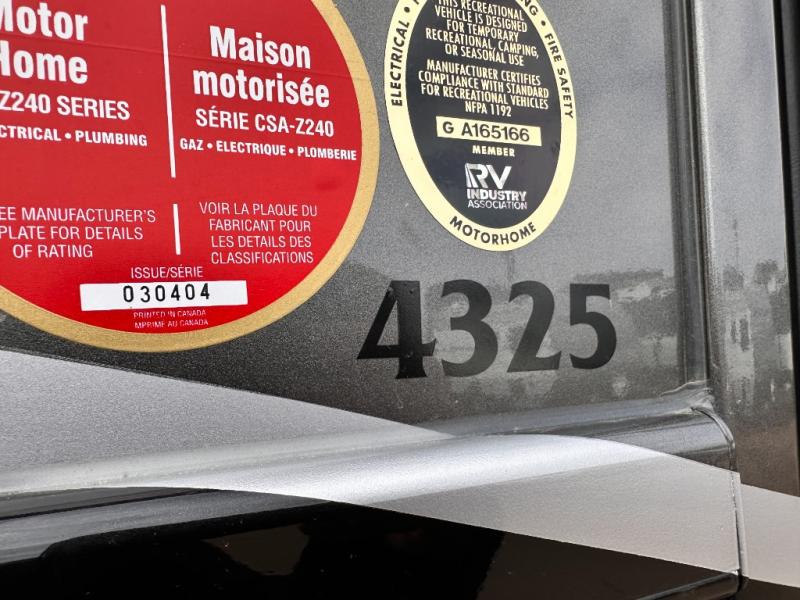 Motor
Home
Z240 SERIES
CTRICAL • PLUMBING
EE MANUFACTURER'S
PLATE FOR DETAILS
OF RATING
Maison
motorisée
SÉRIE CSA-Z240
GAZ • ELECTRIQUE • PLOMBERIE
VOIR LA PLAQUE DU
FABRICANT POUR
LES DETAILS DES
CLASSIFICATIONS
ISSUE/SÉRIE
030404
PRINTED IN CANADA
IMPRIME AU CANADA
ELECTRICAL •
• FIRE SAFETY
THIS RECREATIONAL
VEHICLE IS DESIGNED
FOR TEMPORARY
RECREATIONAL, CAMPING,
OR SEASONAL USE
MANUFACTURER CERTIFIES
COMPLIANCE WITH STANDARD
FOR RECREATIONAL VEHICLES
NFPA 1192
G A165166
MEMBER
RV
INDUSTRY
ASSOCIATION
MOTORHOME
4325